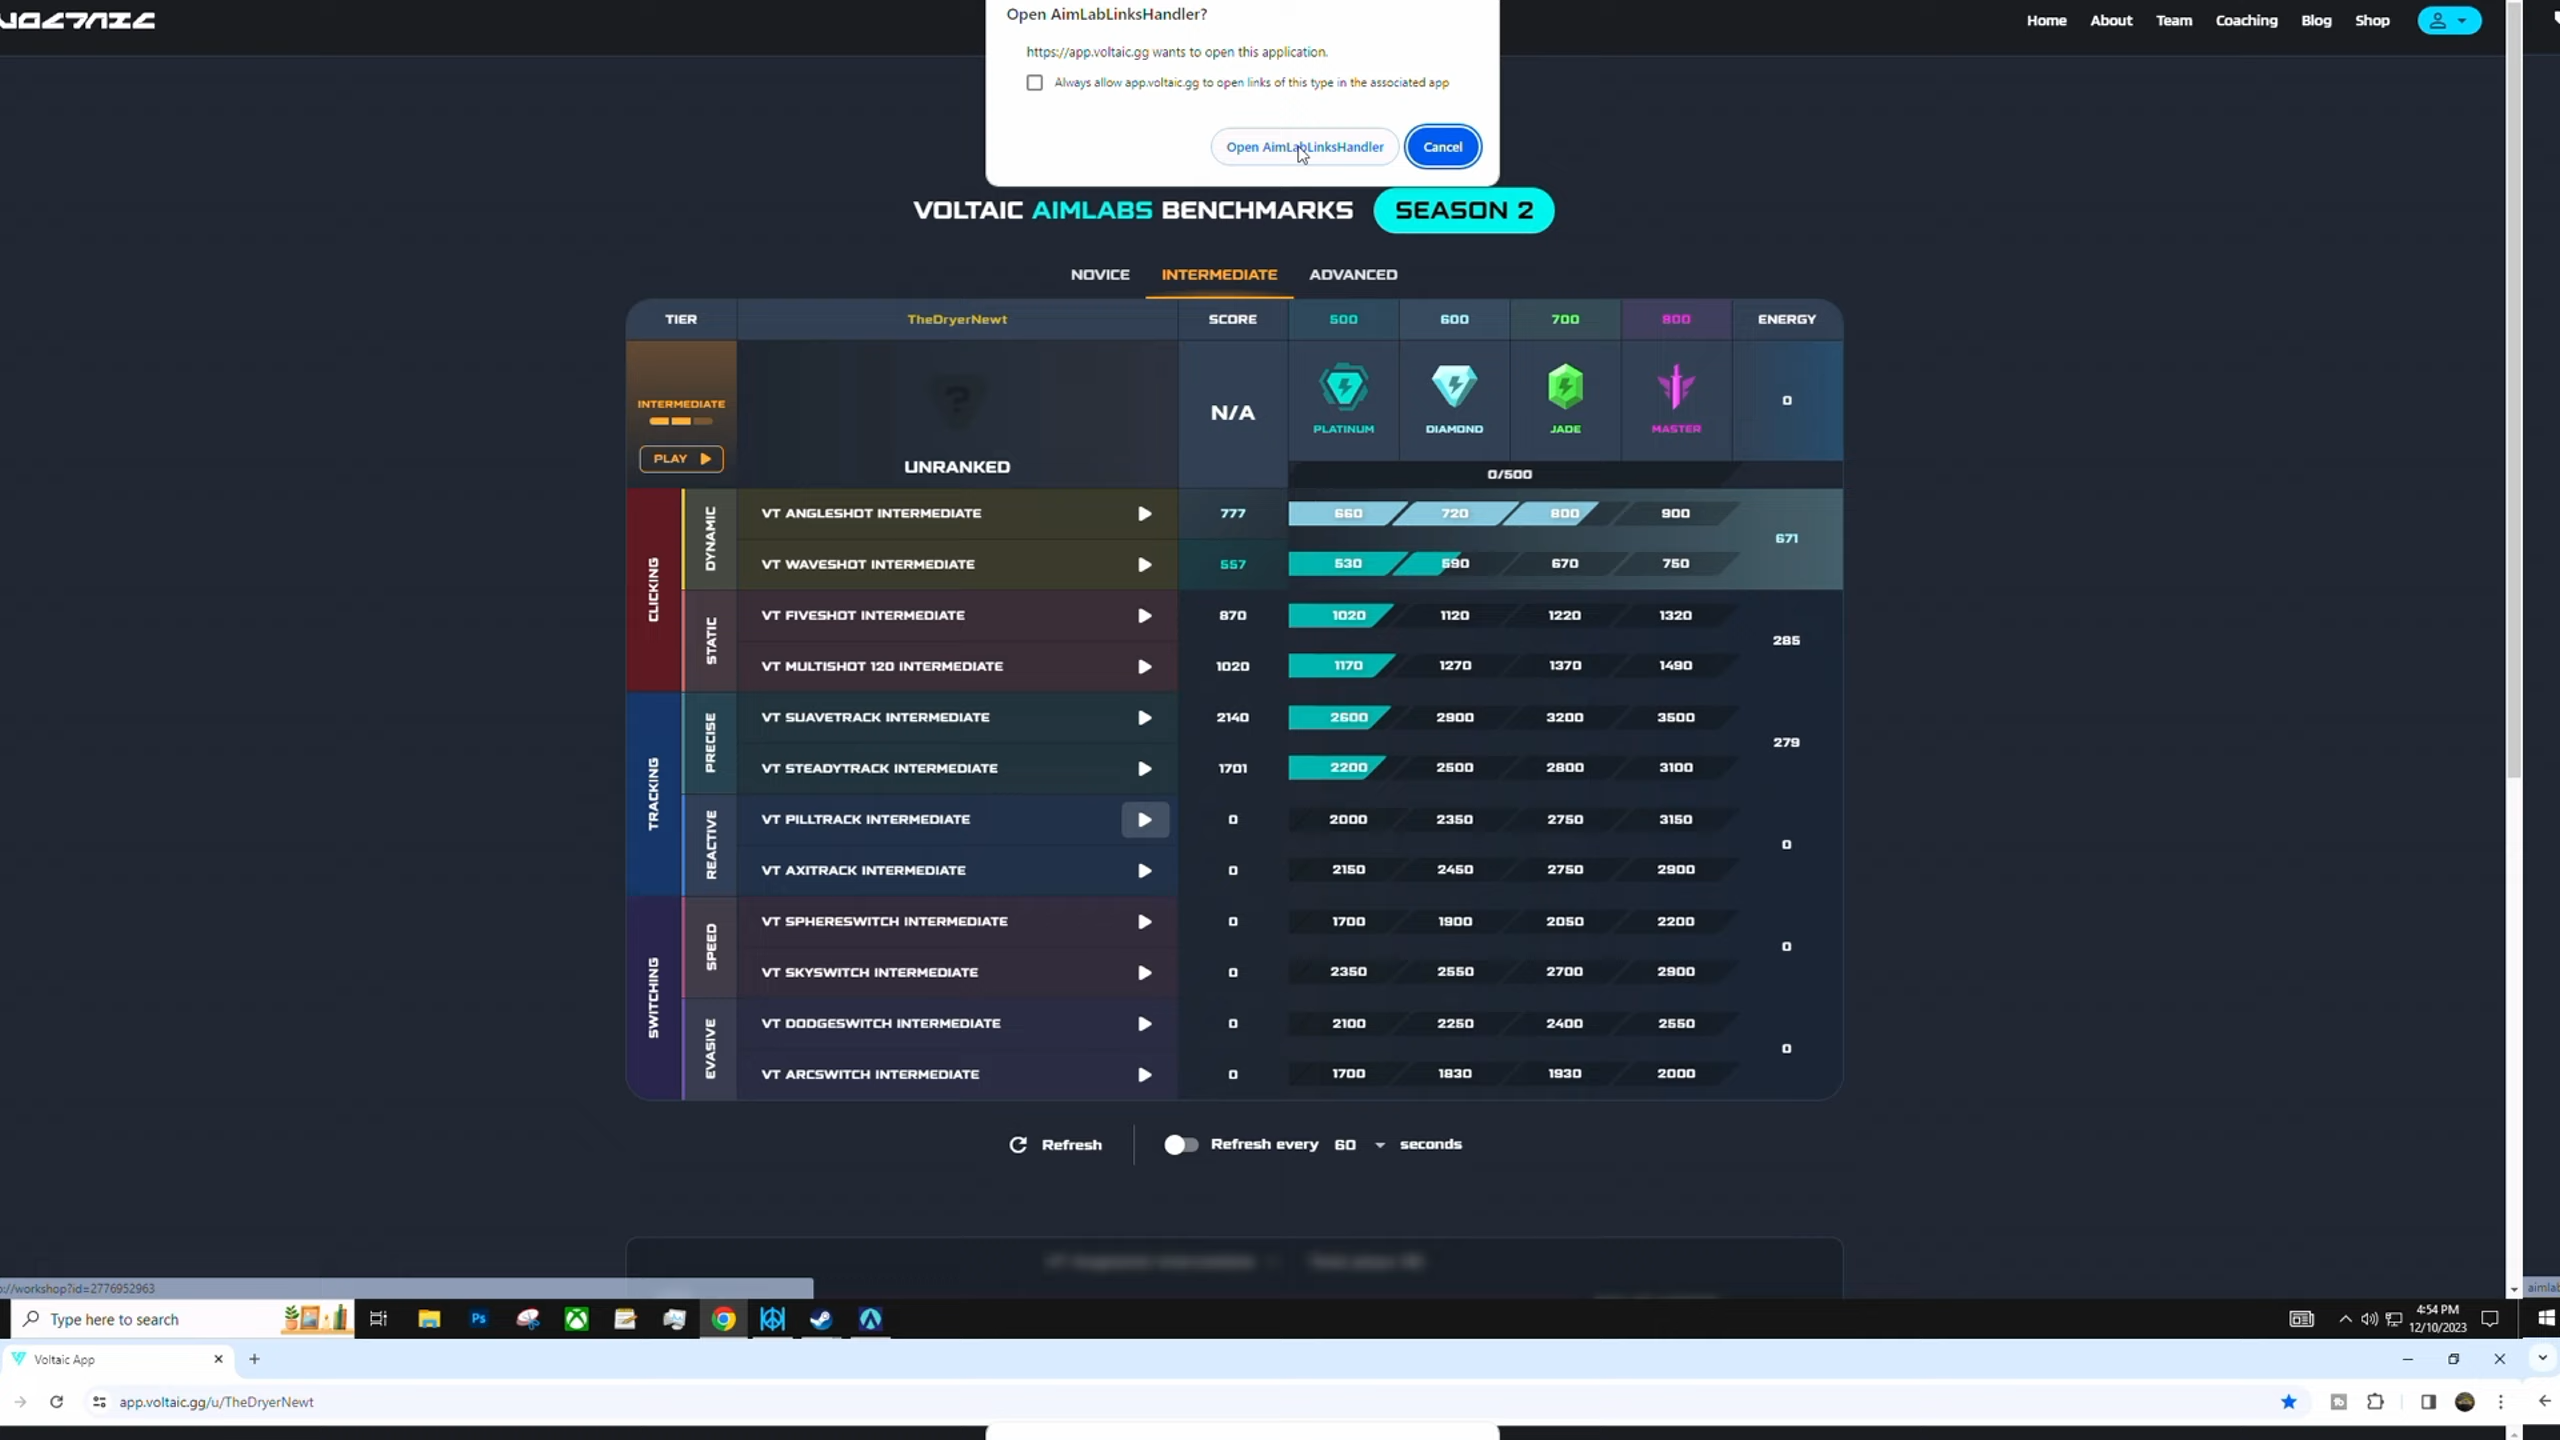 Open AimLabLinksHandler?
https://app.voltaic.gg wants to open this application.
Always allow app.voltaic.gg to open links of this type in the associated app
Open AimLabLinksHandler Cancel
VOLTAIC
Home About Team Coaching Blog Shop
VOLTAIC AIMLABS BENCHMARKS SEASON 2
NOVICE INTERMEDIATE ADVANCED
TIER TheDryerNewt SCORE 500 600 700 800 ENERGY
INTERMEDIATE
PLAY
UNRANKED
N/A
PLATINUM DIAMOND JADE MASTER
0
0/500
CLICKING
DYNAMIC
VT ANGLESHOT INTERMEDIATE 777 660 720 800 900
VT WAVESHOT INTERMEDIATE 557 530 590 670 750
671
STATIC
VT FIVESHOT INTERMEDIATE 870 1020 1120 1220 1320
VT MULTISHOT 120 INTERMEDIATE 1020 1170 1270 1370 1490
285
TRACKING
PRECISE
VT SUAVETRACK INTERMEDIATE 2140 2600 2900 3200 3500
VT STEADYTRACK INTERMEDIATE 1701 2200 2500 2800 3100
279
REACTIVE
VT PILLTRACK INTERMEDIATE 0 2000 2350 2750 3150
VT AXITRACK INTERMEDIATE 0 2150 2450 2750 2900
0
SWITCHING
SPEED
VT SPHERESWITCH INTERMEDIATE 0 1700 1900 2050 2200
VT SKYSWITCH INTERMEDIATE 0 2350 2550 2700 2900
0
EVASIVE
VT DODGESWITCH INTERMEDIATE 0 2100 2250 2400 2550
VT ARCSWITCH INTERMEDIATE 0 1700 1830 1930 2000
0
Refresh Refresh every 60 seconds
://workshop?id=2776952963
aimlab
Type here to search
Ps
4:54 PM
12/10/2023
Voltaic App
app.voltaic.gg/u/TheDryerNewt